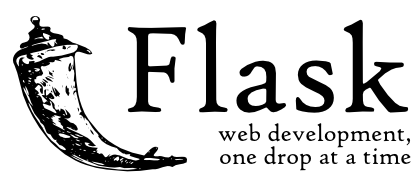 Flask
web development,
one drop at a time